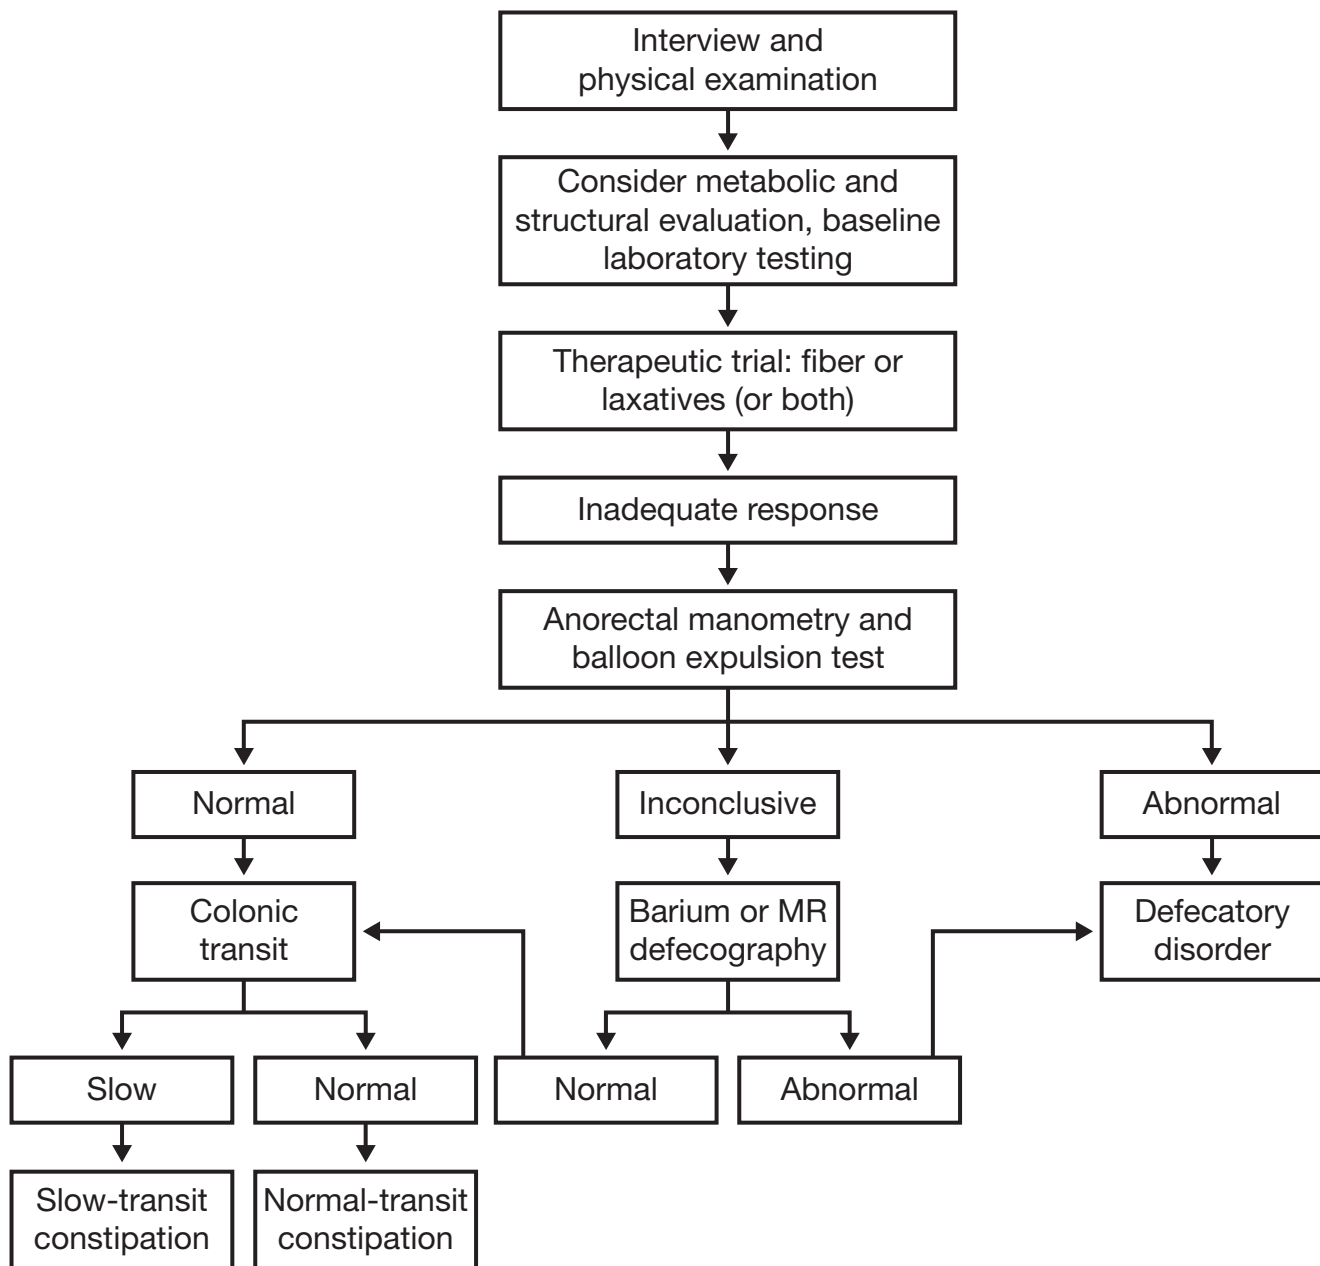 Interview and
physical examination
Consider metabolic and
structural evaluation, baseline
laboratory testing
Therapeutic trial: fiber or
laxatives (or both)
Inadequate response
Anorectal manometry and
balloon expulsion test
Normal
Inconclusive
Abnormal
Colonic
transit
Barium or MR
defecography
Defecatory
disorder
Slow
Normal
Normal
Abnormal
Slow-transit
constipation
Normal-transit
constipation